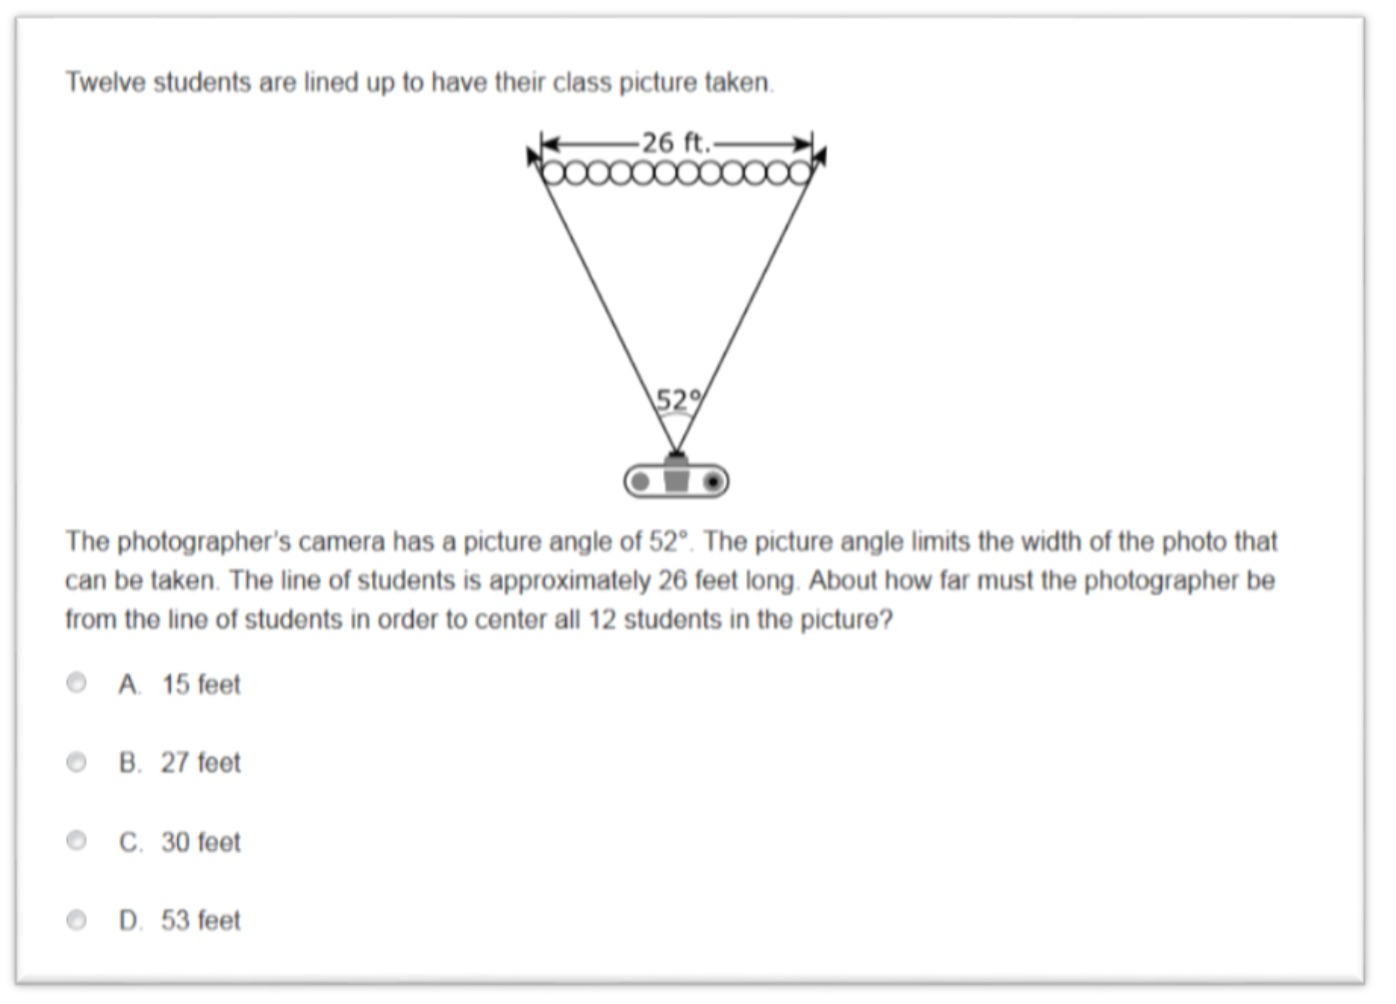 Twelve students are lined up to have their class picture taken.
26 ft.
52°
The photographer's camera has a picture angle of 52°. The picture angle limits the width of the photo that
can be taken. The line of students is approximately 26 feet long. About how far must the photographer be
from the line of students in order to center all 12 students in the picture?
A. 15 feet
B. 27 feet
C. 30 feet
D. 53 feet